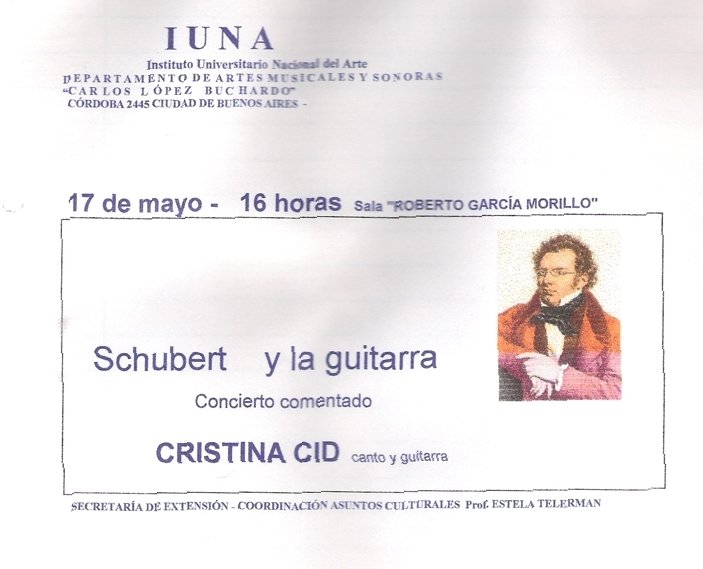 IUNA
Instituto Universitario Nacional del Arte
DEPARTAMENTO DE ARTES MUSICALES Y SONORAS
"CARLOS LÓPEZ BUCHARDO"
CÓRDOBA 2445 CIUDAD DE BUENOS AIRES -
17 de mayo - 16 horas Sala "ROBERTO GARCÍA MORILLO"
Schubert y la guitarra
Concierto comentado
CRISTINA CID canto y guitarra
SECRETARÍA DE EXTENSIÓN - COORDINACIÓN ASUNTOS CULTURALES Prof. ESTELA TELERMAN